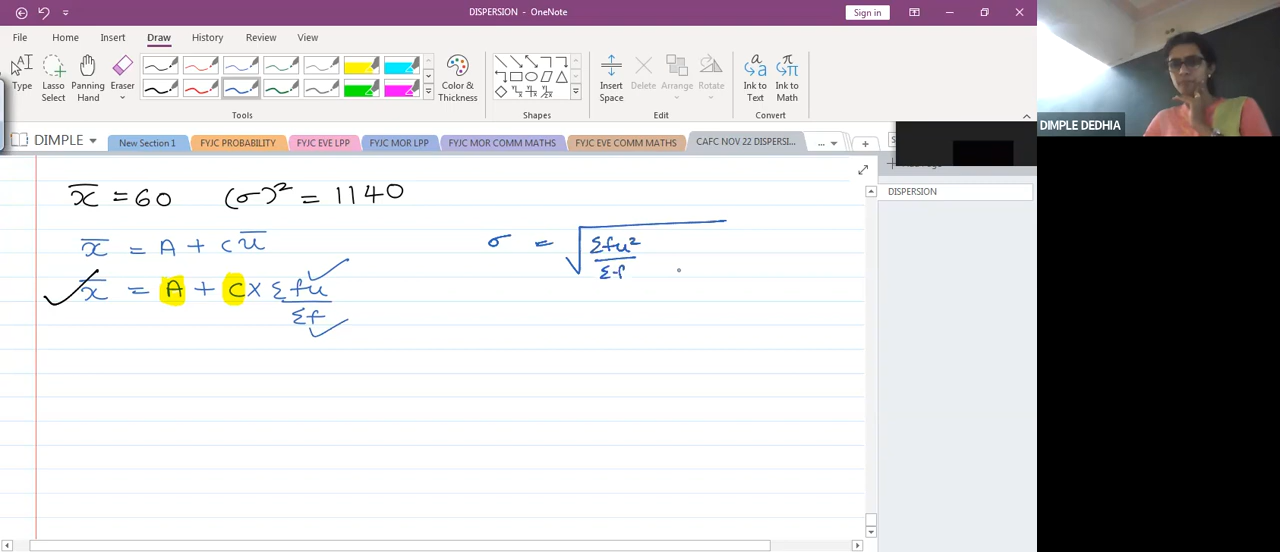 DISPERSION - OneNote
Sign in
File Home Insert Draw History Review View
Type Lasso Select Panning Hand Eraser
Color & Thickness
Insert Space Delete Arrange Rotate
Ink to Text Ink to Math
Tools Shapes Edit Convert
DIMPLE DEDHIA
DIMPLE New Section 1 FYJC PROBABILITY FYJC EVE LPP FYJC MOR LPP FYJC MOR COMM MATHS FYJC EVE COMM MATHS CAFC NOV 22 DISPERSI... ...
DISPERSION
x̄ = 60 (σ)² = 1140
x̄ = A + c ū
x̄ = A + c × Σfu / Σf
σ = √ Σfu² / Σf